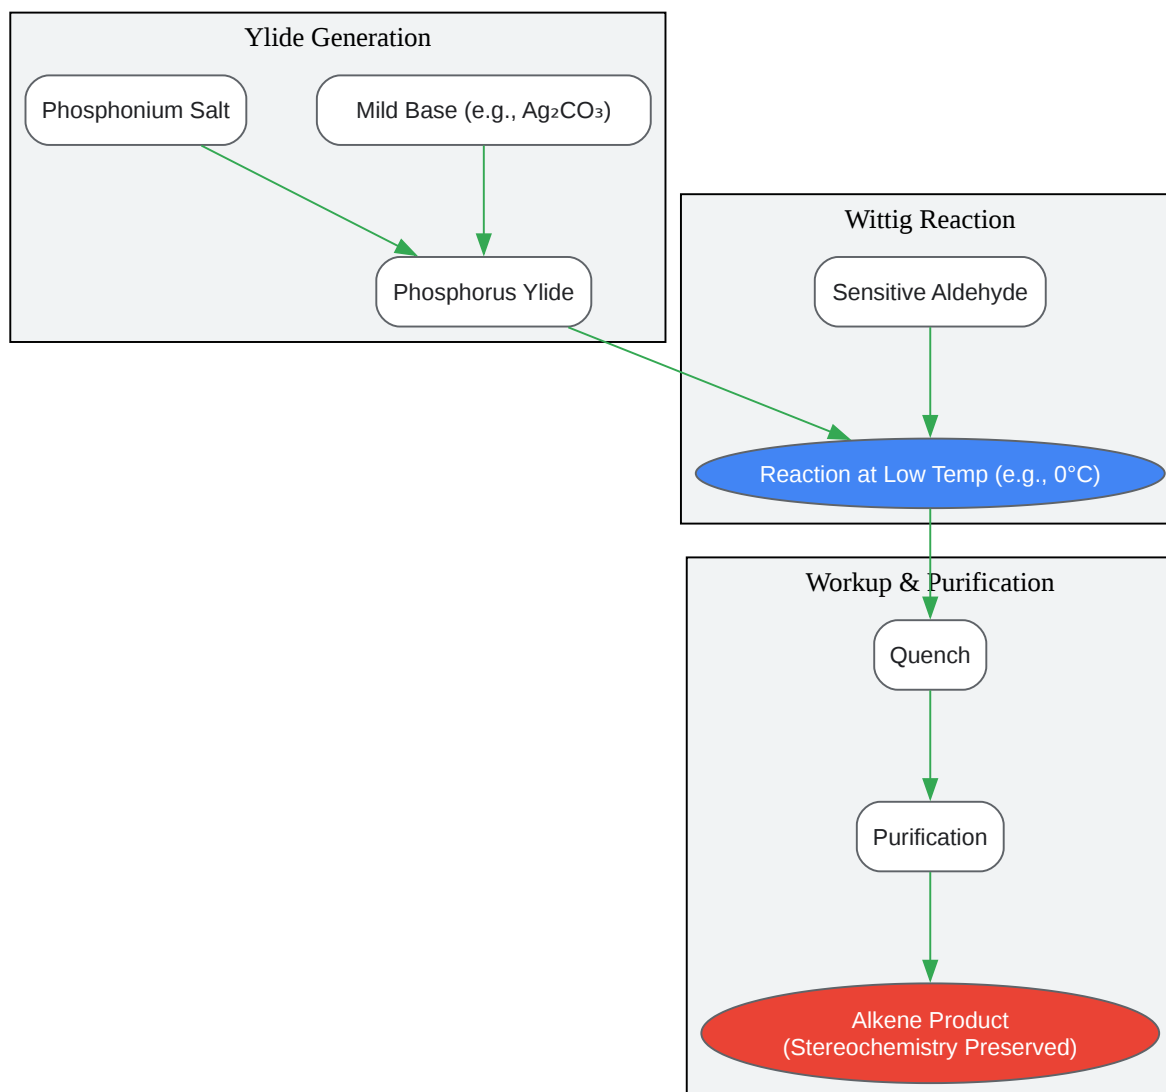 Ylide Generation
Phosphonium Salt
Mild Base (e.g., Ag₂CO₃)
Phosphorus Ylide
Wittig Reaction
Sensitive Aldehyde
Reaction at Low Temp (e.g., 0°C)
Workup & Purification
Quench
Purification
Alkene Product
(Stereochemistry Preserved)